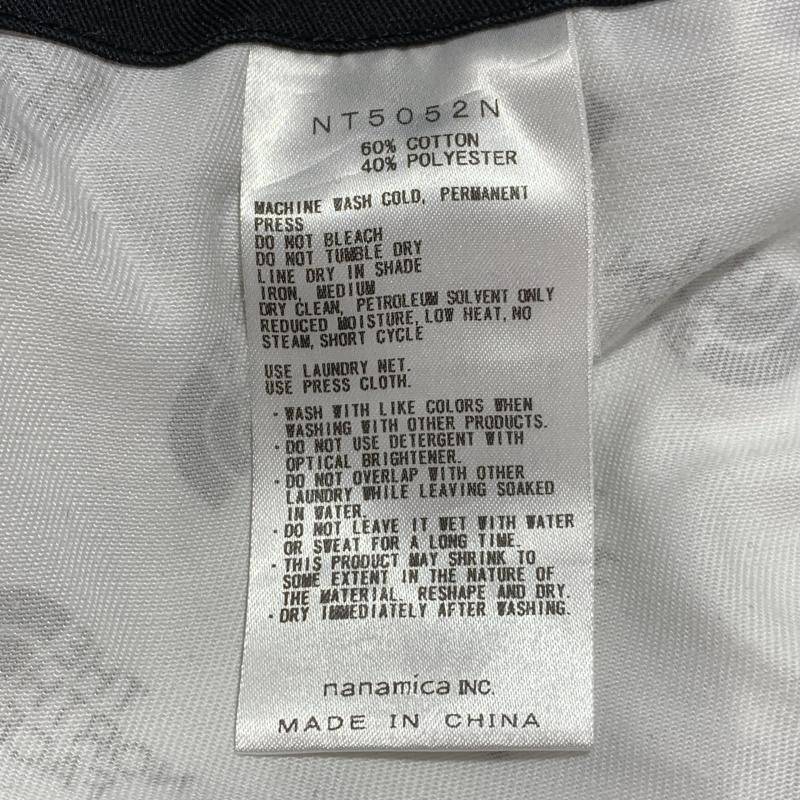 NT5052N
60% COTTON
40% POLYESTER
MACHINE WASH COLD, PERMANENT
PRESS
DO NOT BLEACH
DO NOT TUMBLE DRY
LINE DRY IN SHADE
IRON, MEDIUM
DRY CLEAN, PETROLEUM SOLVENT ONLY
REDUCED MOISTURE, LOW HEAT, NO
STEAM, SHORT CYCLE
USE LAUNDRY NET.
USE PRESS CLOTH.
・WASH WITH LIKE COLORS WHEN
WASHING WITH OTHER PRODUCTS.
・DO NOT USE DETERGENT WITH
OPTICAL BRIGHTENER.
・DO NOT OVERLAP WITH OTHER
LAUNDRY WHILE LEAVING SOAKED
IN WATER.
・DO NOT LEAVE IT WET WITH WATER
OR SWEAT FOR A LONG TIME.
・THIS PRODUCT MAY SHRINK TO
SOME EXTENT IN THE NATURE OF
THE MATERIAL. RESHAPE AND DRY.
・DRY IMMEDIATELY AFTER WASHING.
nanamica INC.
MADE IN CHINA